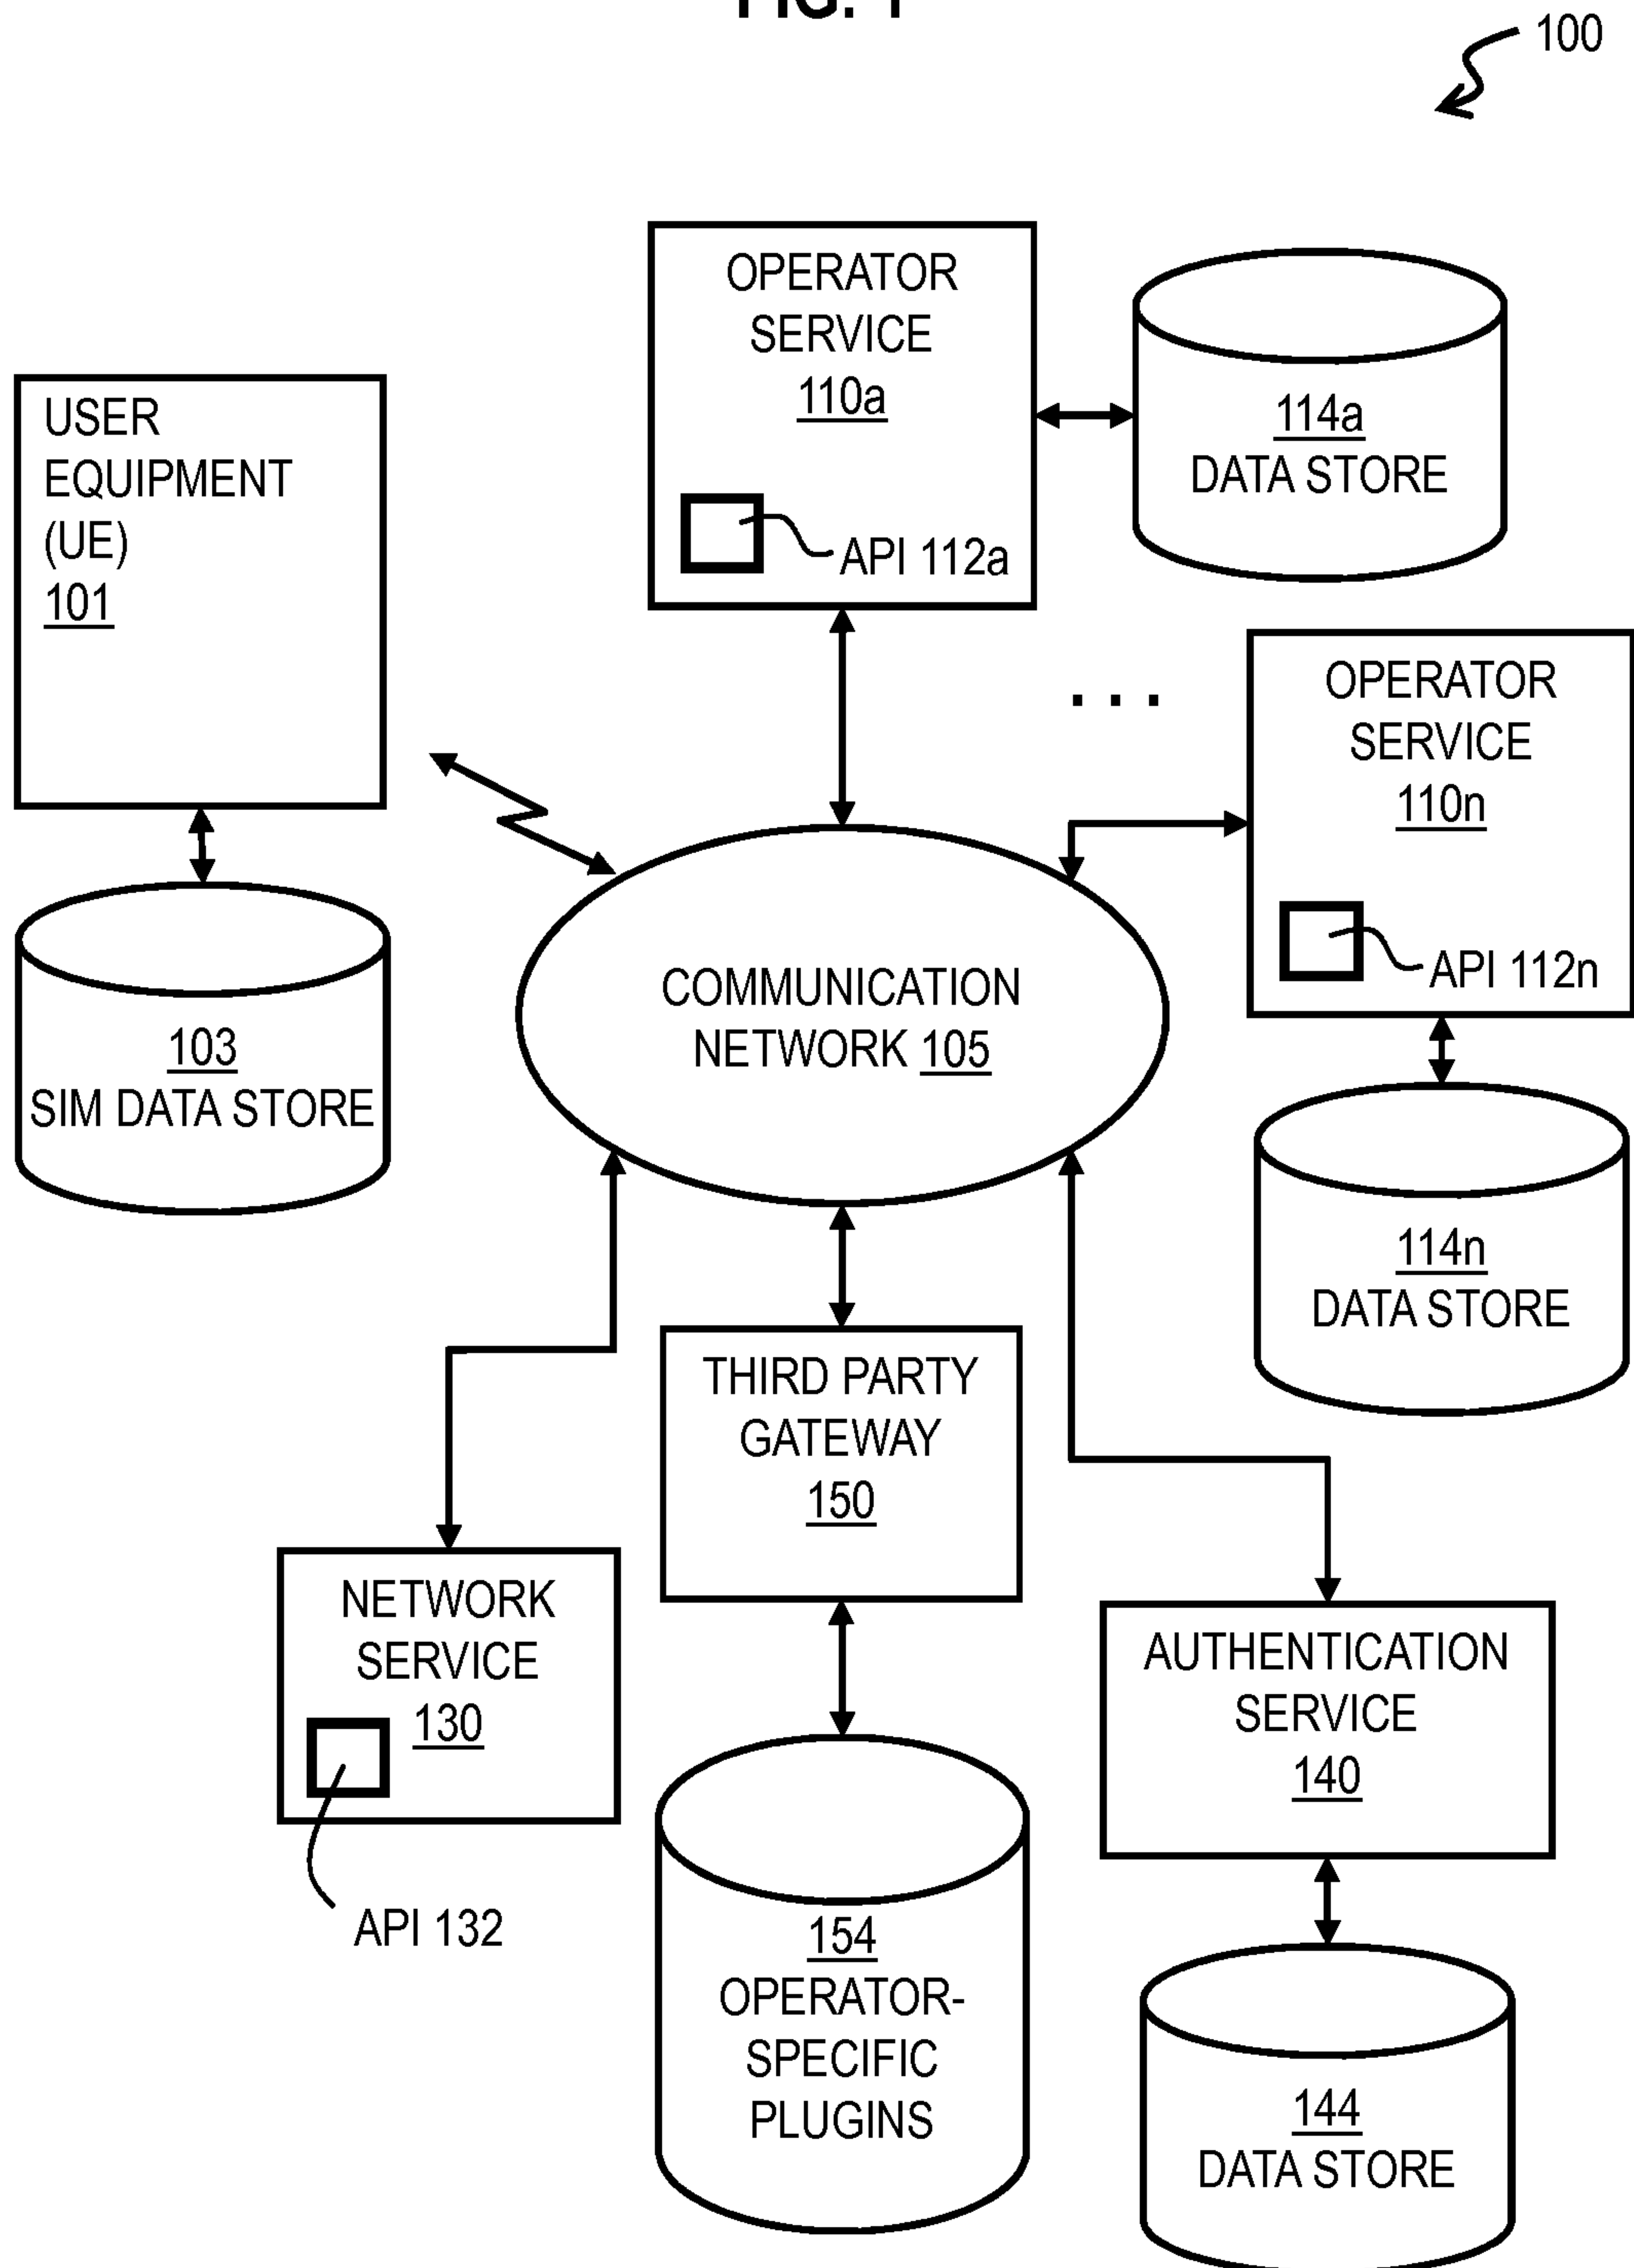 FIG. 1
100
OPERATOR
SERVICE
110a
API 112a
114a
DATA STORE
USER
EQUIPMENT
(UE)
101
103
SIM DATA STORE
. . .
OPERATOR
SERVICE
110n
API 112n
114n
DATA STORE
COMMUNICATION
NETWORK 105
THIRD PARTY
GATEWAY
150
NETWORK
SERVICE
130
API 132
154
OPERATOR-
SPECIFIC
PLUGINS
AUTHENTICATION
SERVICE
140
144
DATA STORE